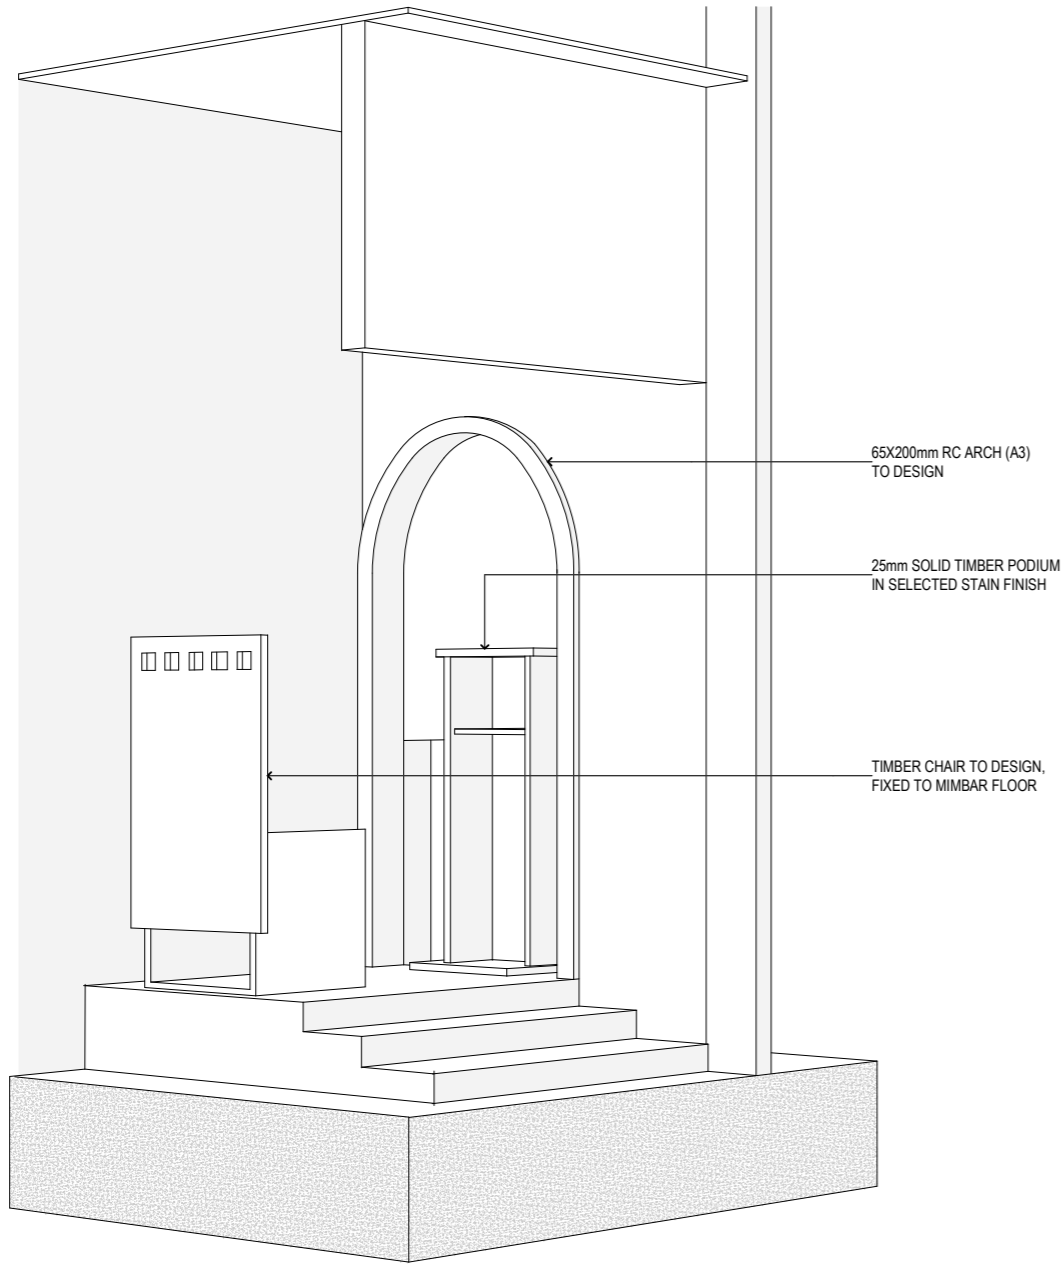 65X200mm RC ARCH (A3)
TO DESIGN
25mm SOLID TIMBER PODIUM
IN SELECTED STAIN FINISH
TIMBER CHAIR TO DESIGN,
FIXED TO MIMBAR FLOOR